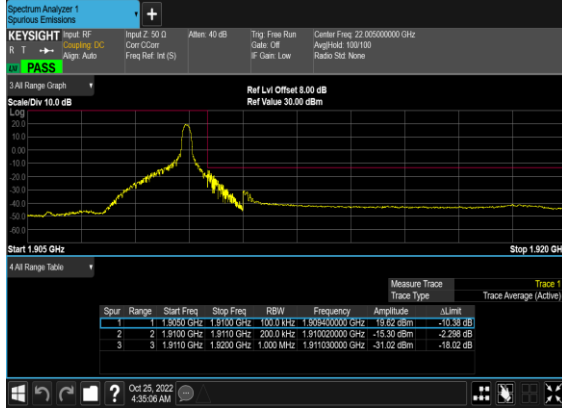 Spectrum Analyzer 1
Spurious Emissions
+
KEYSIGHT Input: RF Input Z: 50 Ω Atten: 40 dB Trig: Free Run Center Freq: 22.005000000 GHz
R T Coupling: DC Corr CCorr Gate: Off Avg|Hold: 100/100
Align: Auto Freq Ref: Int (S) IF Gain: Low Radio Std: None
PASS
3 All Range Graph
Ref Lvl Offset 8.00 dB
Scale/Div 10.0 dB Ref Value 30.00 dBm
Log
20.0
10.0
0.00
-10.0
-20.0
-30.0
-40.0
-50.0
-60.0
Start 1.905 GHz Stop 1.920 GH
4 All Range Table
Measure Trace Trace 1
Trace Type Trace Average (Active)
Spur Range Start Freq Stop Freq RBW Frequency Amplitude ΔLimit
1 1 1.9050 GHz 1.9100 GHz 100.0 kHz 1.909400000 GHz 19.62 dBm -10.38 dB
2 2 1.9100 GHz 1.9110 GHz 200.0 kHz 1.910020000 GHz -15.30 dBm -2.298 dB
3 3 1.9110 GHz 1.9200 GHz 1.000 MHz 1.911030000 GHz -31.02 dBm -18.02 dB
? Oct 25, 2022
4:35:06 AM